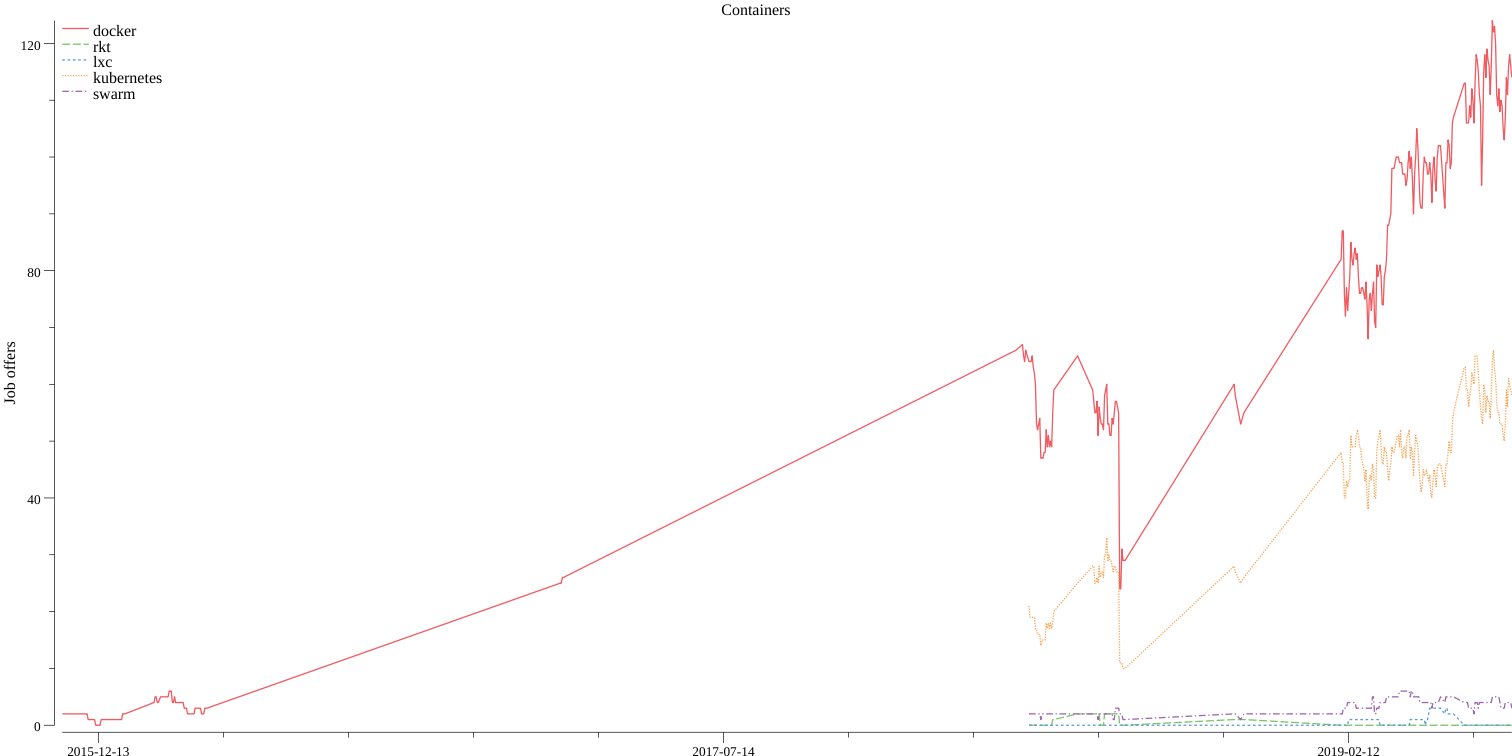 Containers
docker
rkt
lxc
kubernetes
swarm
120
80
40
0
Job offers
2015-12-13
2017-07-14
2019-02-12